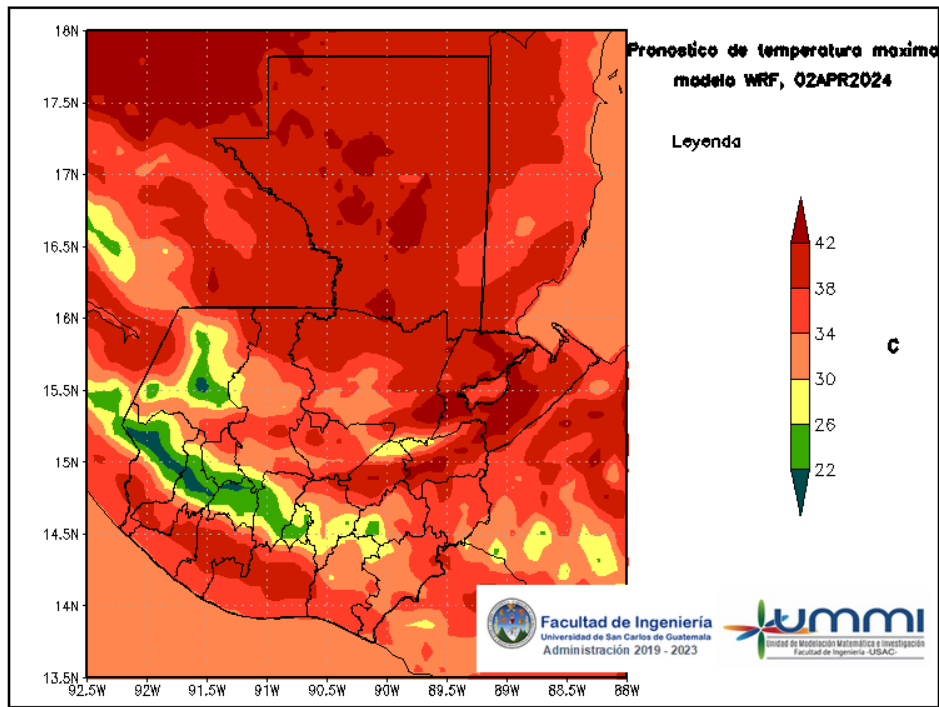 Pronostico de temperatura maxima
modelo WRF, 02APR2024
Leyenda
42
38
34
30
26
22
C
18N
17.5N
17N
16.5N
16N
15.5N
15N
14.5N
14N
13.5N
92.5W 92W 91.5W 91W 90.5W 90W 89.5W 89W 88.5W 88W
Facultad de Ingeniería
Universidad de San Carlos de Guatemala
Administración 2019 - 2023
UMMI
Unidad de Modelación Matemática e Investigación
Facultad de Ingeniería -USAC-